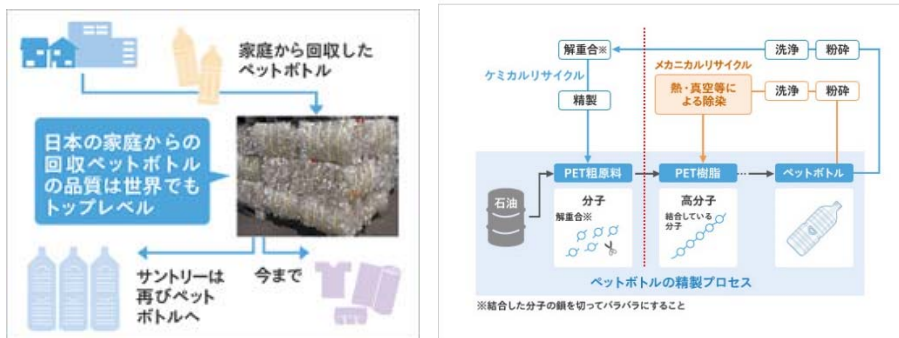 家庭から回収した
ペットボトル
日本の家庭からの
回収ペットボトル
の品質は世界でも
トップレベル
サントリーは
再びペット
ボトルへ
今まで
解重合※
洗浄
粉砕
ケミカルリサイクル
メカニカルリサイクル
精製
熱・真空等に
よる除染
洗浄
粉砕
石油
PET粗原料
PET樹脂
ペットボトル
分子
解重合※
高分子
結合している
分子
ペットボトルの精製プロセス
※結合した分子の鎖を切ってバラバラにすること